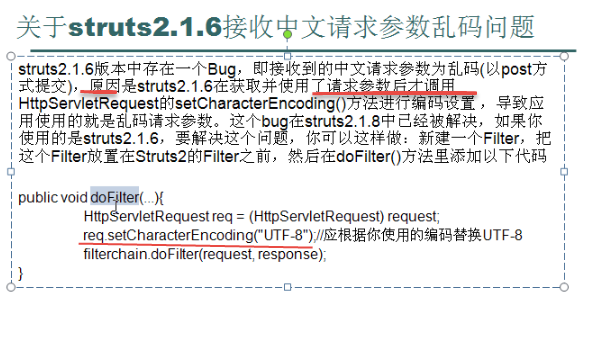 关于struts2.1.6接收中文请求参数乱码问题
struts2.1.6版本中存在一个Bug，即接收到的中文请求参数为乱码(以post方
式提交)，原因是struts2.1.6在获取并使用了请求参数后才调用
HttpServletRequest的setCharacterEncoding()方法进行编码设置 ，导致应
用使用的就是乱码请求参数。这个bug在struts2.1.8中已经被解决，如果你
使用的是struts2.1.6，要解决这个问题，你可以这样做：新建一个Filter，把
这个Filter放置在Struts2的Filter之前，然后在doFilter()方法里添加以下代码
public void doFilter(...){
HttpServletRequest req = (HttpServletRequest) request;
req.setCharacterEncoding("UTF-8");//应根据你使用的编码替换UTF-8
filterchain.doFilter(request, response);
}